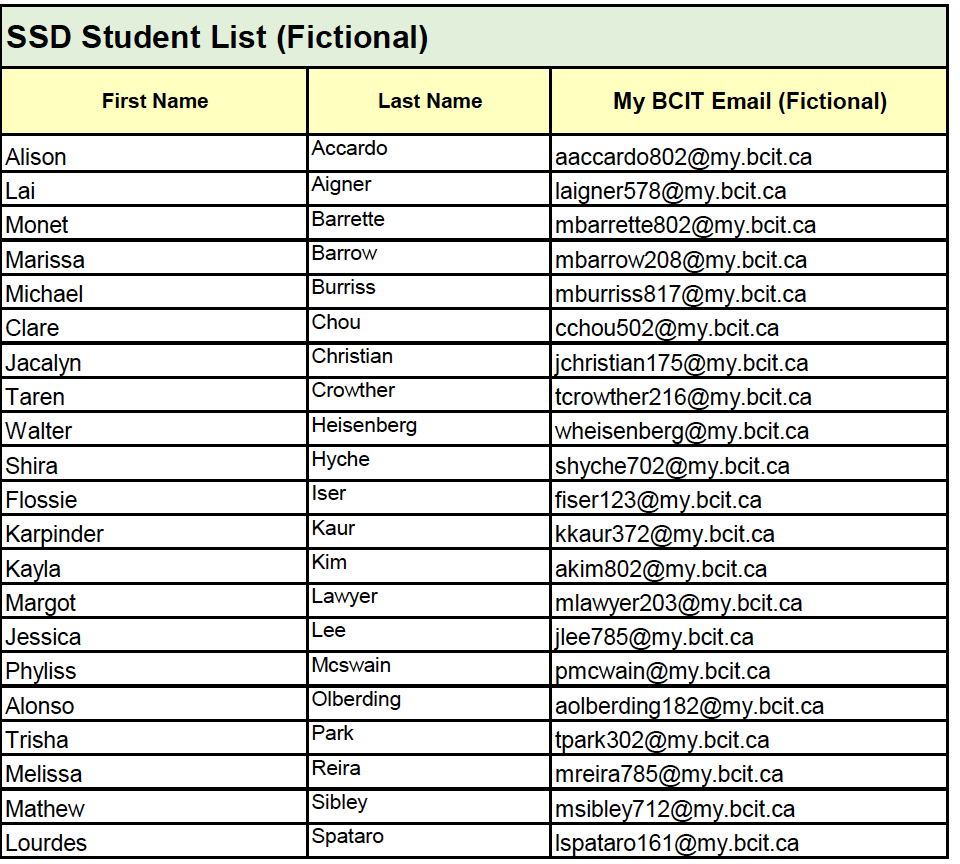 SSD Student List (Fictional)
First Name Last Name My BCIT Email (Fictional)
Alison Accardo aaccardo802@my.bcit.ca
Lai Aigner laigner578@my.bcit.ca
Monet Barrette mbarrette802@my.bcit.ca
Marissa Barrow mbarrow208@my.bcit.ca
Michael Burriss mburriss817@my.bcit.ca
Clare Chou cchou502@my.bcit.ca
Jacalyn Christian jchristian175@my.bcit.ca
Taren Crowther tcrowther216@my.bcit.ca
Walter Heisenberg wheisenberg@my.bcit.ca
Shira Hyche shyche702@my.bcit.ca
Flossie Iser fiser123@my.bcit.ca
Karpinder Kaur kkaur372@my.bcit.ca
Kayla Kim akim802@my.bcit.ca
Margot Lawyer mlawyer203@my.bcit.ca
Jessica Lee jlee785@my.bcit.ca
Phyliss Mcswain pmcwain@my.bcit.ca
Alonso Olberding aolberding182@my.bcit.ca
Trisha Park tpark302@my.bcit.ca
Melissa Reira mreira785@my.bcit.ca
Mathew Sibley msibley712@my.bcit.ca
Lourdes Spataro lspataro161@my.bcit.ca